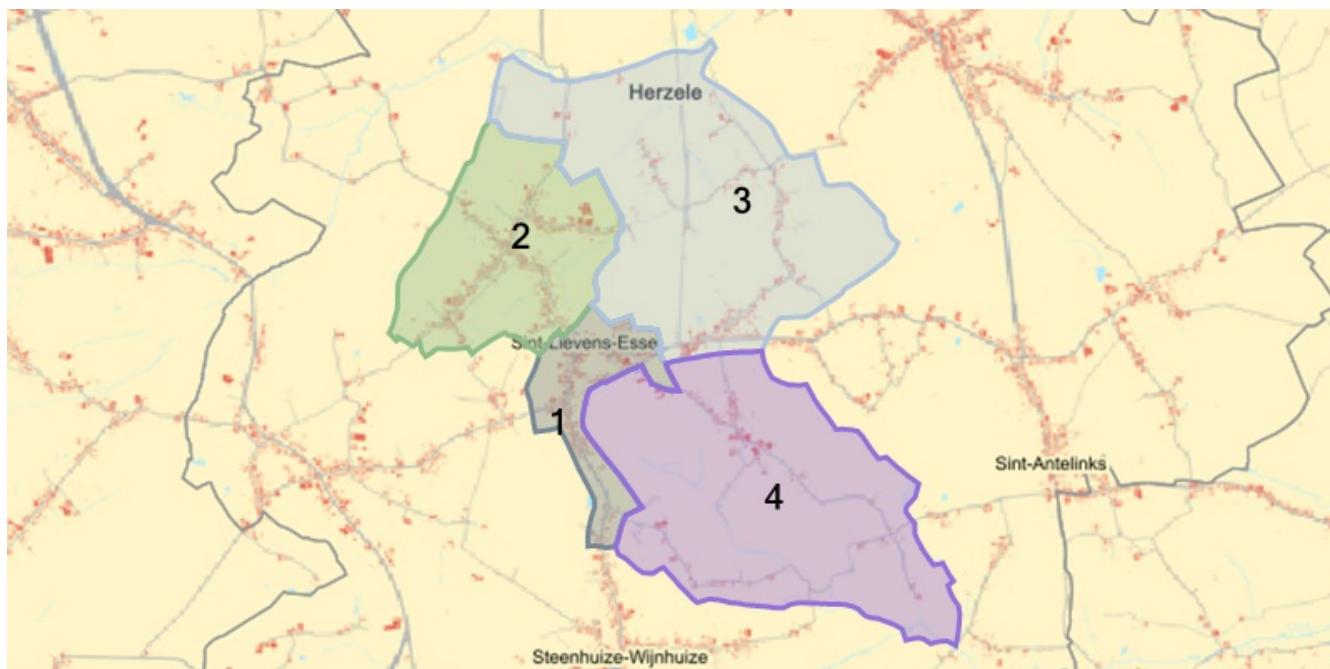 Herzele
3
2
Sint-Lievens-Esse
1
Sint-Antelinks
4
Steenhuize-Wijnhuize